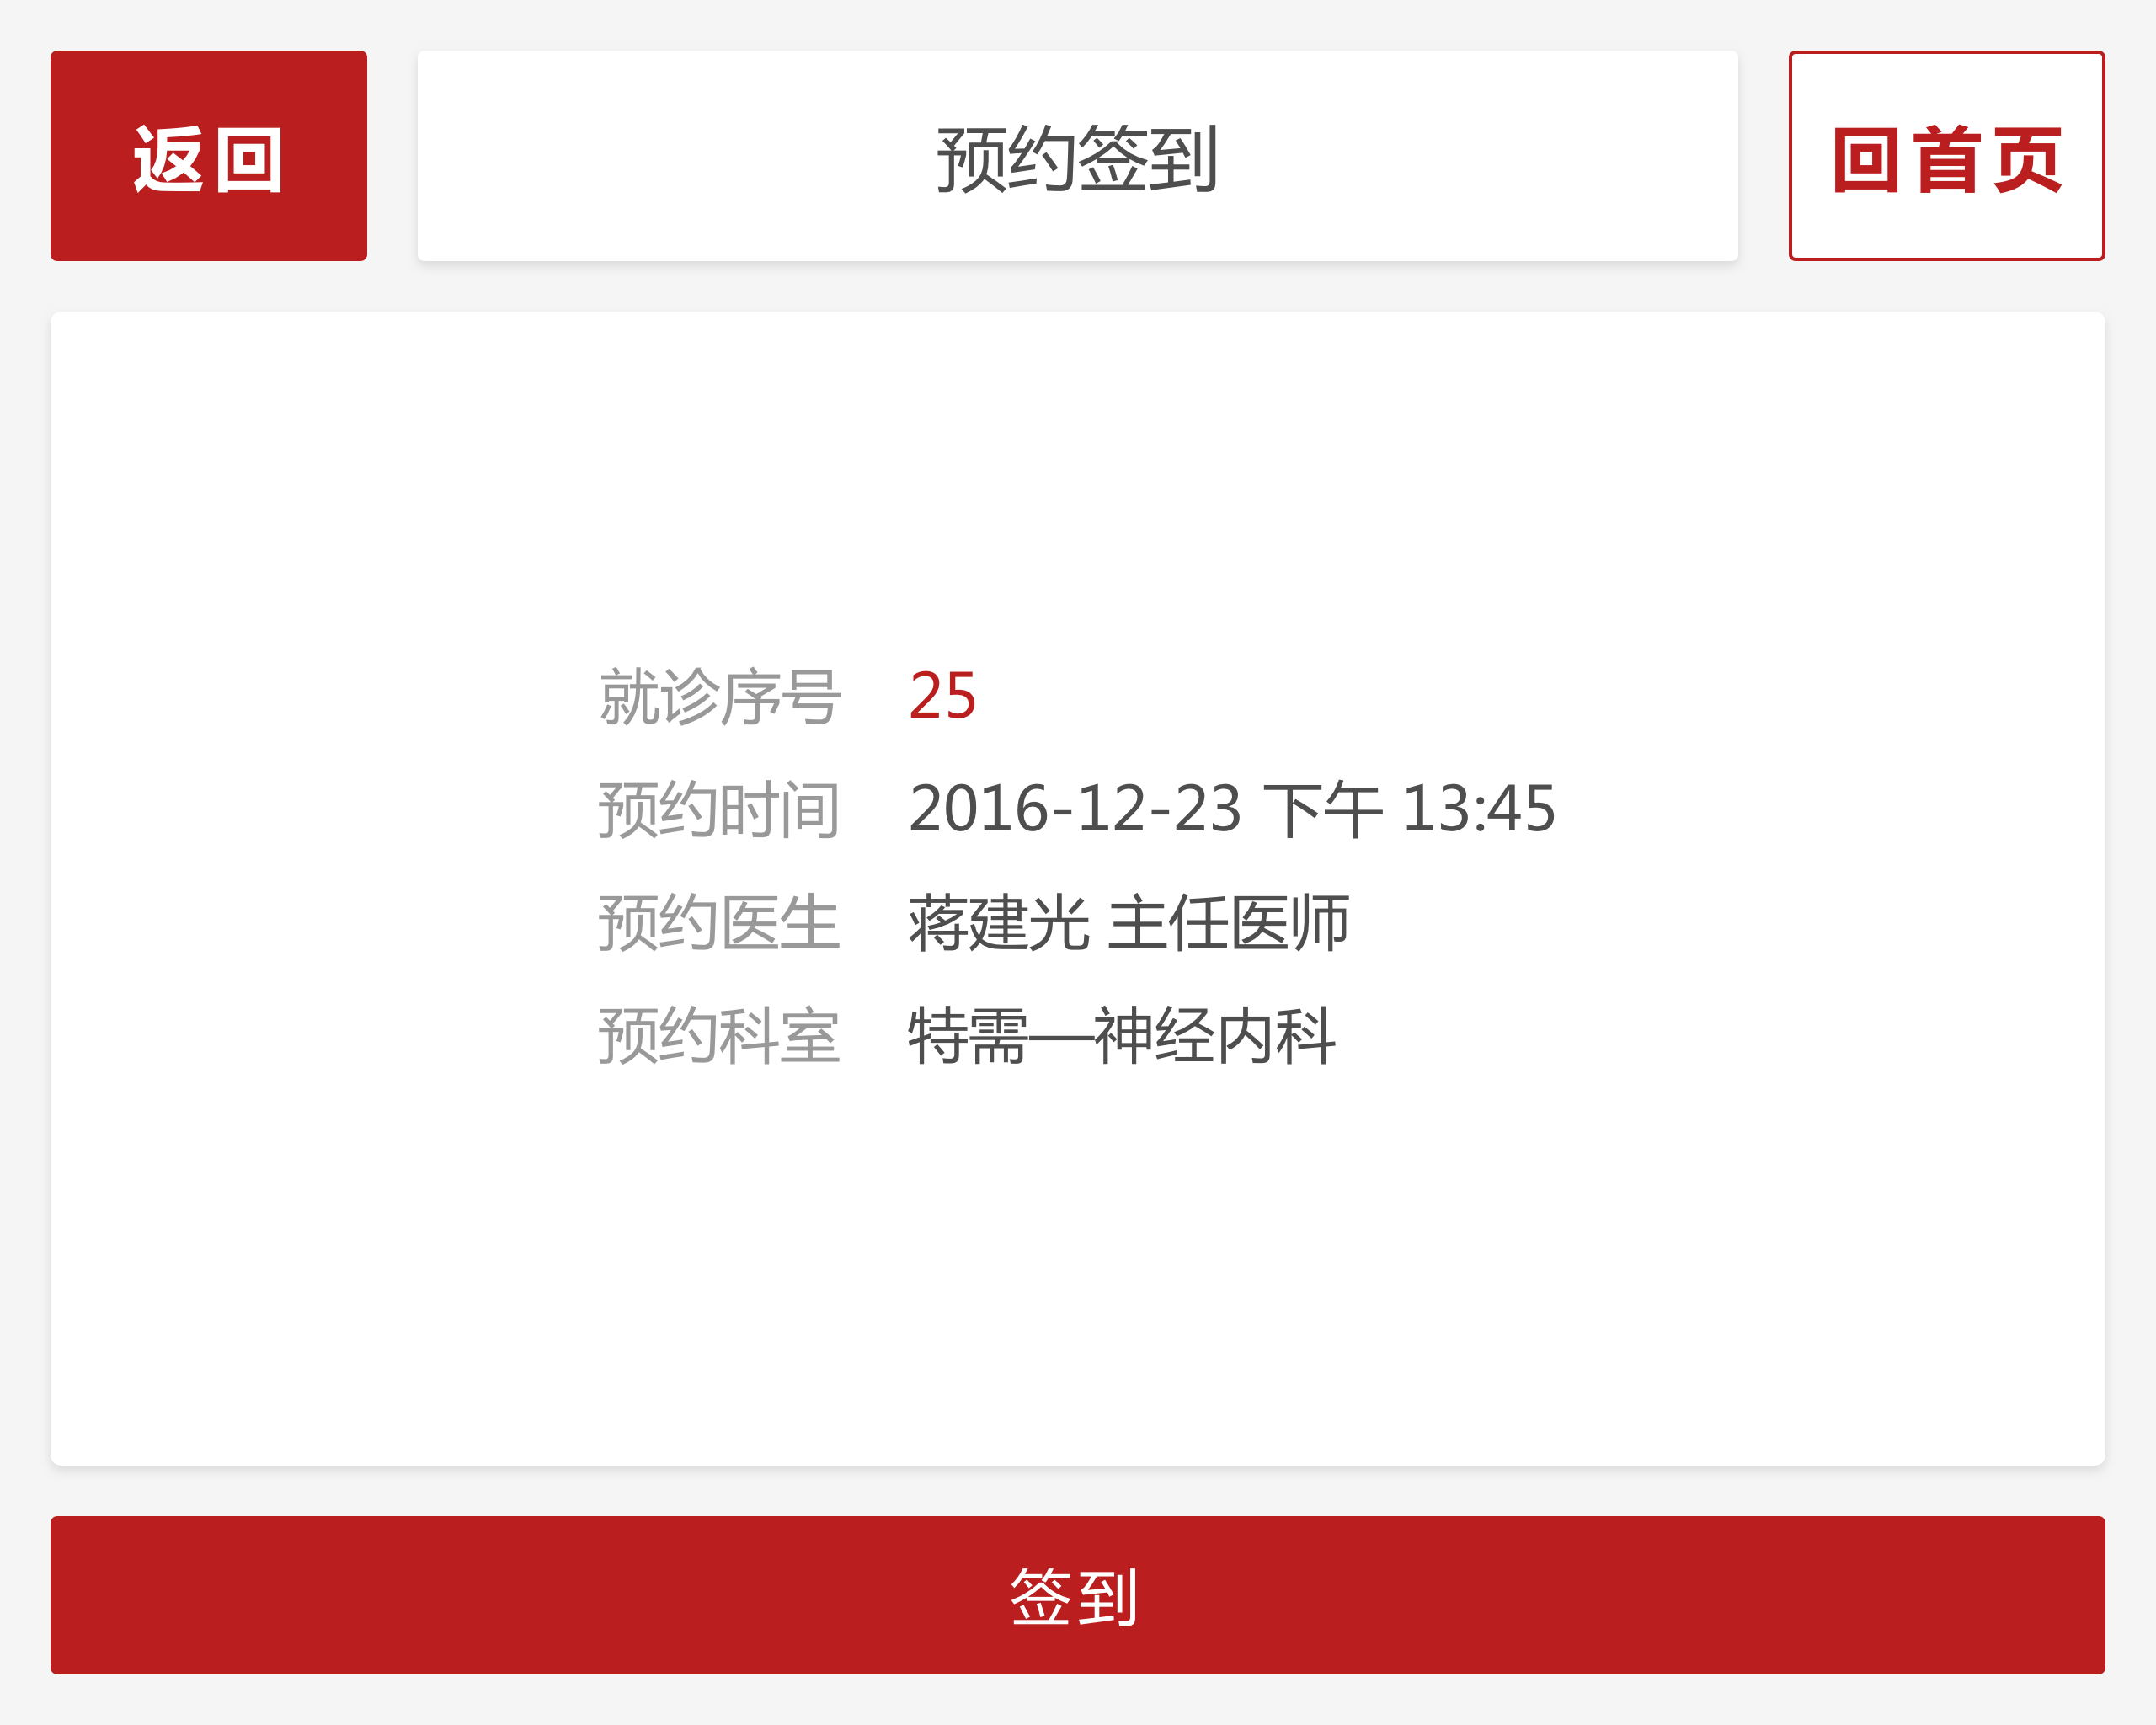 返回
预约签到
回首页
就诊序号 25
预约时间 2016-12-23 下午 13:45
预约医生 蒋建光 主任医师
预约科室 特需——神经内科
签到